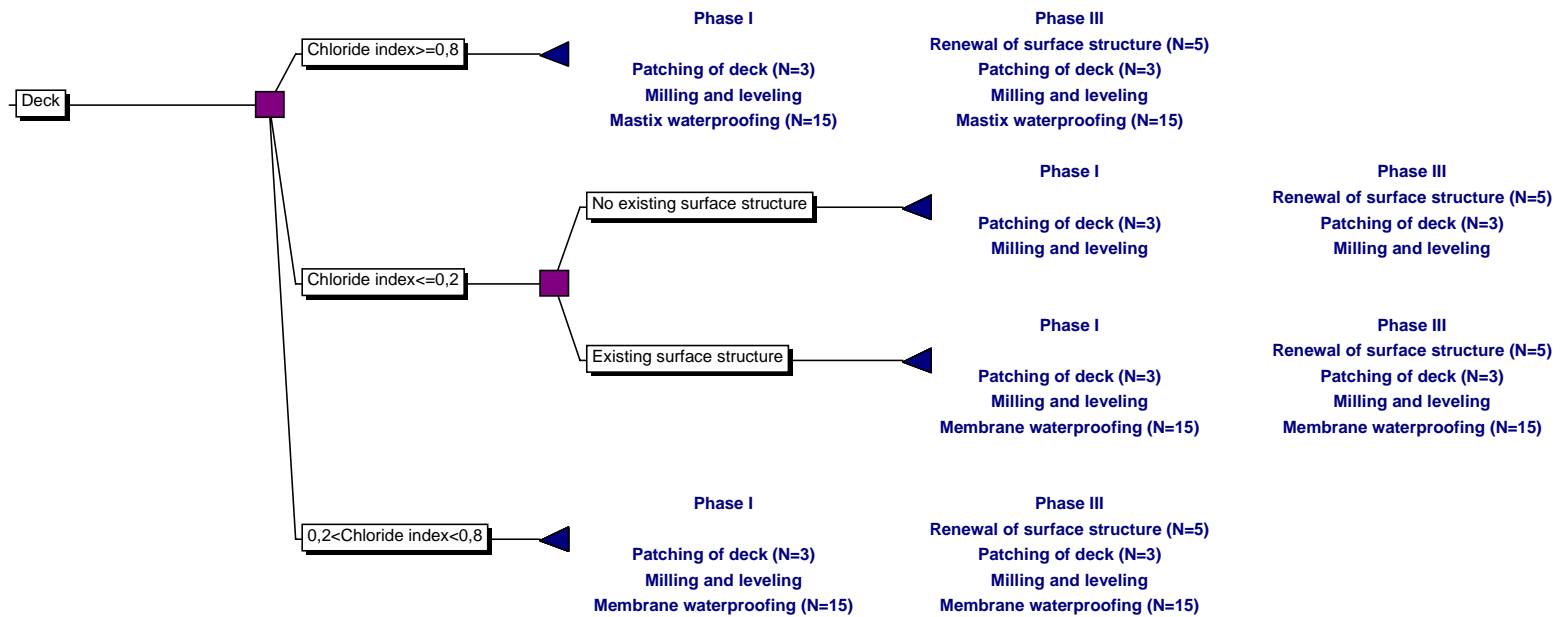 Deck
Chloride index>=0,8
Phase I
Patching of deck (N=3)
Milling and leveling
Mastix waterproofing (N=15)
Phase III
Renewal of surface structure (N=5)
Patching of deck (N=3)
Milling and leveling
Mastix waterproofing (N=15)
Chloride index<=0,2
No existing surface structure
Phase I
Patching of deck (N=3)
Milling and leveling
Phase III
Renewal of surface structure (N=5)
Patching of deck (N=3)
Milling and leveling
Existing surface structure
Phase I
Patching of deck (N=3)
Milling and leveling
Membrane waterproofing (N=15)
Phase III
Renewal of surface structure (N=5)
Patching of deck (N=3)
Milling and leveling
Membrane waterproofing (N=15)
0,2<Chloride index<0,8
Phase I
Patching of deck (N=3)
Milling and leveling
Membrane waterproofing (N=15)
Phase III
Renewal of surface structure (N=5)
Patching of deck (N=3)
Milling and leveling
Membrane waterproofing (N=15)